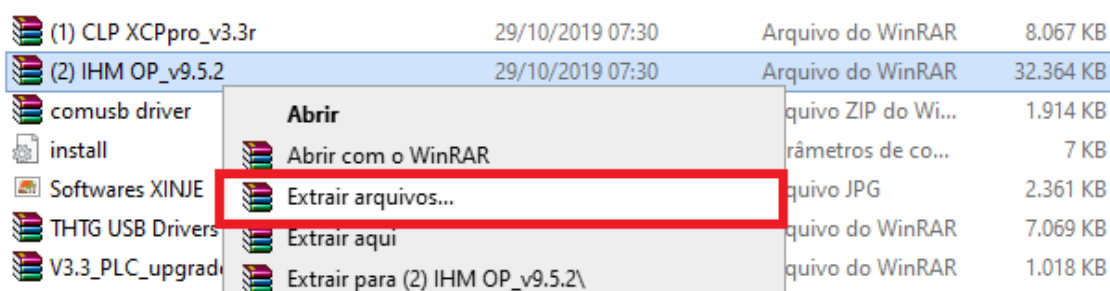 (1) CLP XCPpro_v3.3r 29/10/2019 07:30 Arquivo do WinRAR 8.067 KB
(2) IHM OP_v9.5.2 29/10/2019 07:30 Arquivo do WinRAR 32.364 KB
comusb driver Abrir quivo ZIP do Wi... 1.914 KB
install Abrir com o WinRAR râmetros de co... 7 KB
Softwares XINJE Extrair arquivos... quivo JPG 2.361 KB
THTG USB Drivers Extrair aqui quivo do WinRAR 7.069 KB
V3.3_PLC_upgrad Extrair para (2) IHM OP_v9.5.2\ quivo do WinRAR 1.018 KB